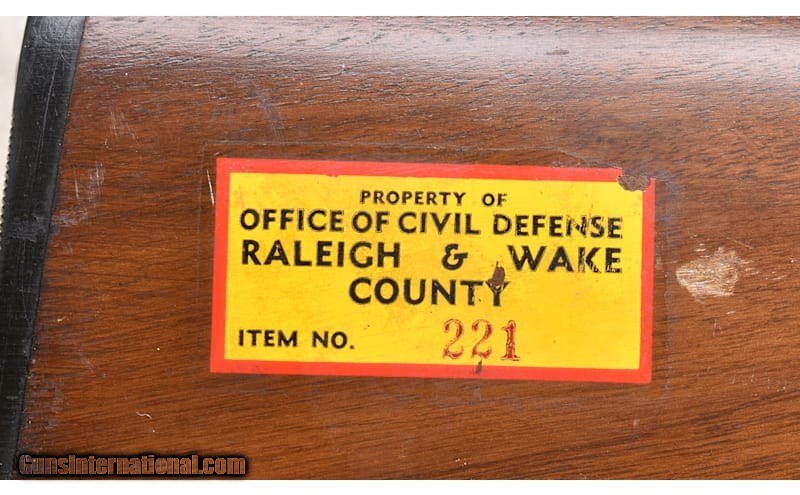 PROPERTY OF
OFFICE OF CIVIL DEFENSE
RALEIGH & WAKE
COUNTY
ITEM NO. 221
GunsInternational.com